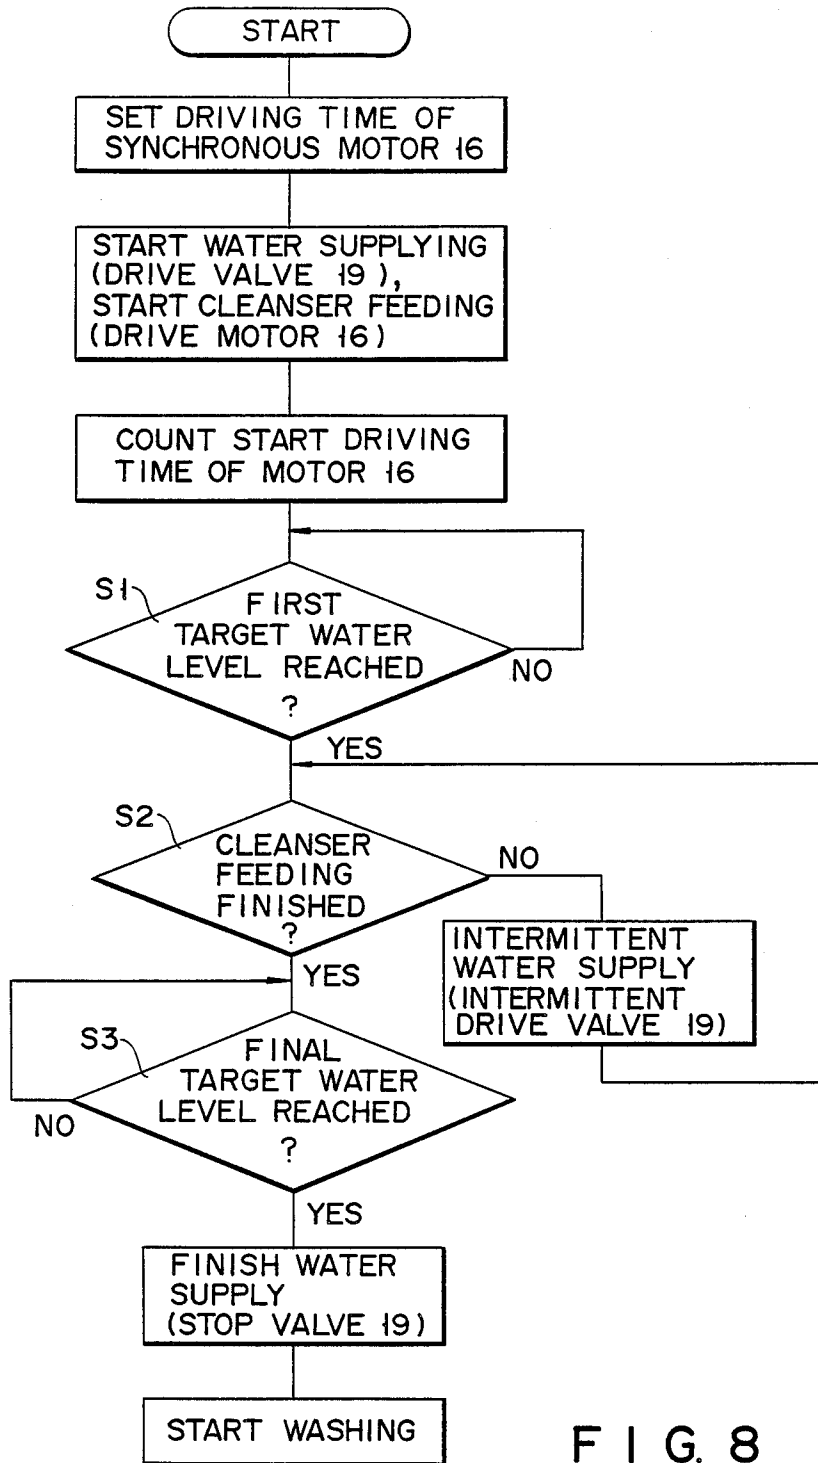 START
SET DRIVING TIME OF
SYNCHRONOUS MOTOR 16
START WATER SUPPLYING
(DRIVE VALVE 19),
START CLEANSER FEEDING
(DRIVE MOTOR 16)
COUNT START DRIVING
TIME OF MOTOR 16
S1
FIRST
TARGET WATER
LEVEL REACHED
?
NO
YES
S2
CLEANSER
FEEDING
FINISHED
?
NO
YES
INTERMITTENT
WATER SUPPLY
(INTERMITTENT
DRIVE VALVE 19)
S3
FINAL
TARGET WATER
LEVEL REACHED
?
NO
YES
FINISH WATER
SUPPLY
(STOP VALVE 19)
START WASHING
FIG. 8